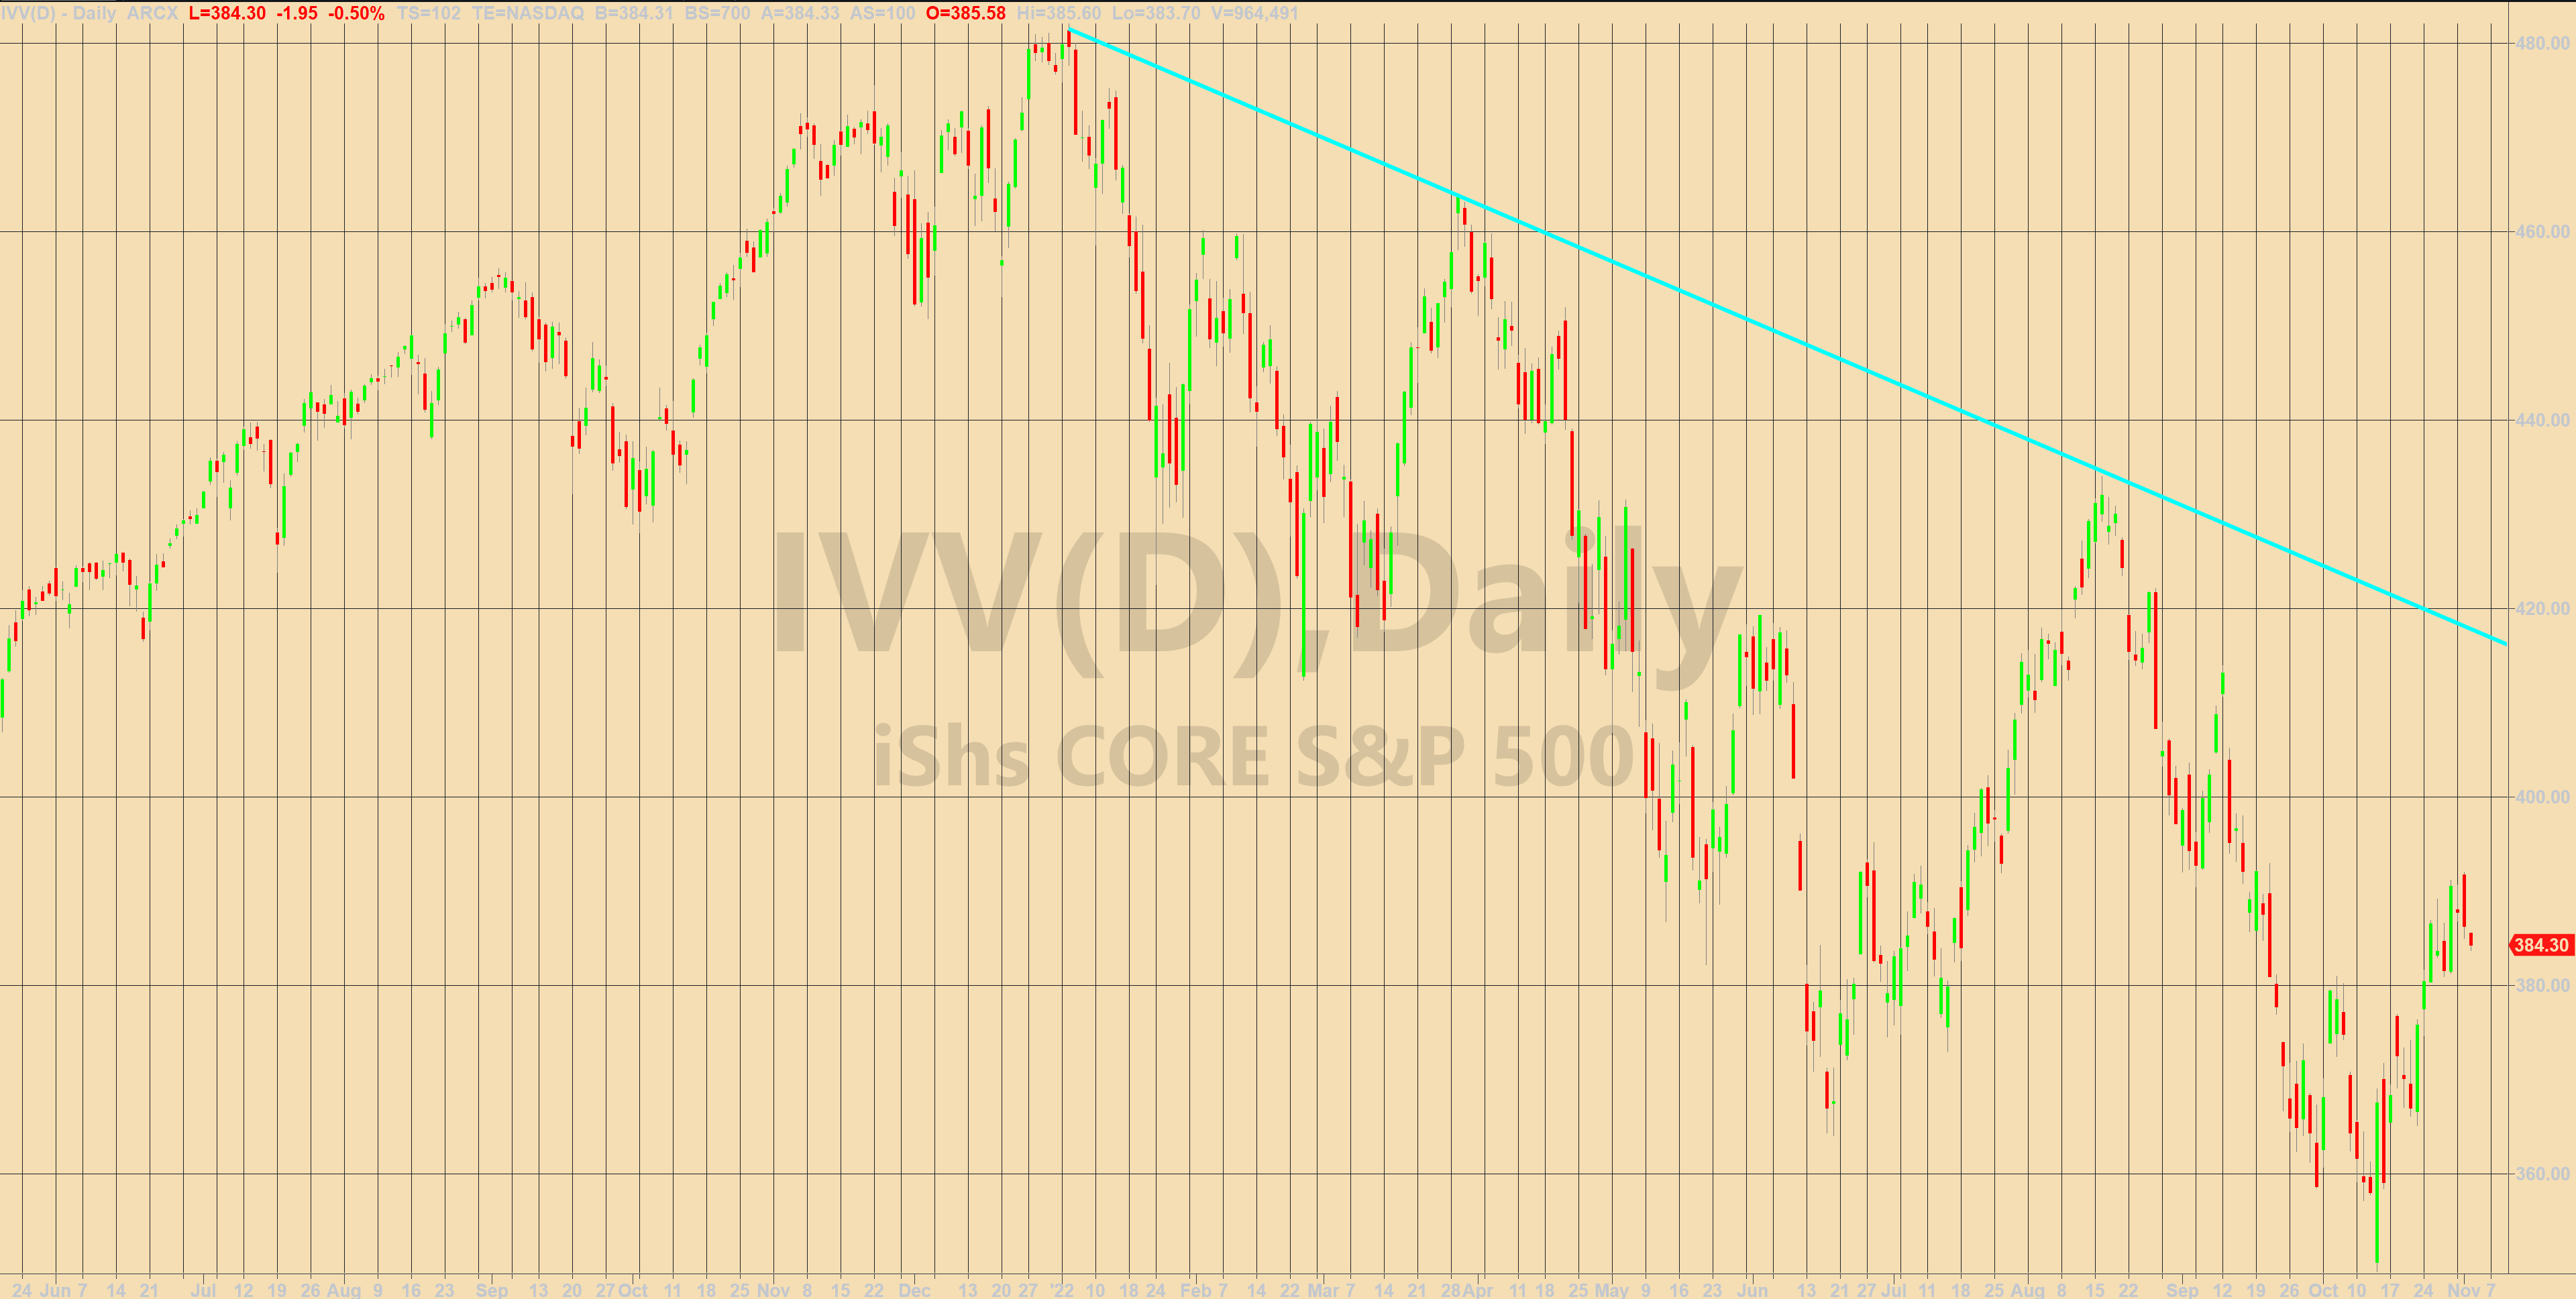 IVV(D) - Daily ARCX L=384.30 -1.95 -0.50% TS=102 TE=NASDAQ B=384.31 BS=700 A=384.33 AS=100 O=385.58 Hi=385.60 Lo=383.70 V=964,491
480.00
460.00
440.00
IVV(D),Daily
420.00
iShs CORE S&P 500
400.00
384.30
380.00
360.00
24 Jun 7 14 21 Jul 12 19 26 Aug 9 16 23 Sep 13 20 27 Oct 11 18 25 Nov 8 15 22 Dec 13 20 27 '22 10 18 24 Feb 7 14 22 Mar 7 14 21 28 Apr 11 18 25 May 9 16 23 Jun 13 21 27 Jul 11 18 25 Aug 8 15 22 Sep 12 19 26 Oct 10 17 24 Nov 7